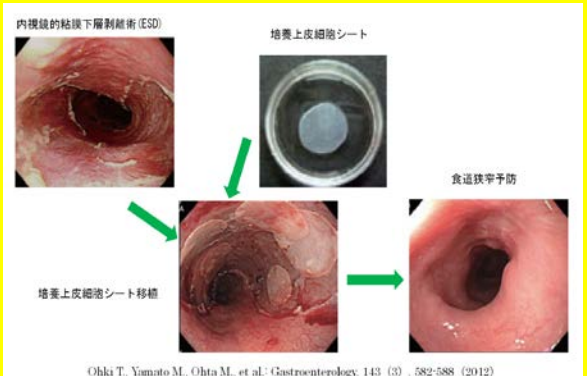 内視鏡的粘膜下層剥離術(ESD)
培養上皮細胞シート
食道狭窄予防
培養上皮細胞シート移植
Ohki T., Yamato M., Ohta M., et al.: Gastroenterology, 143 (3) , 582-588 (2012)